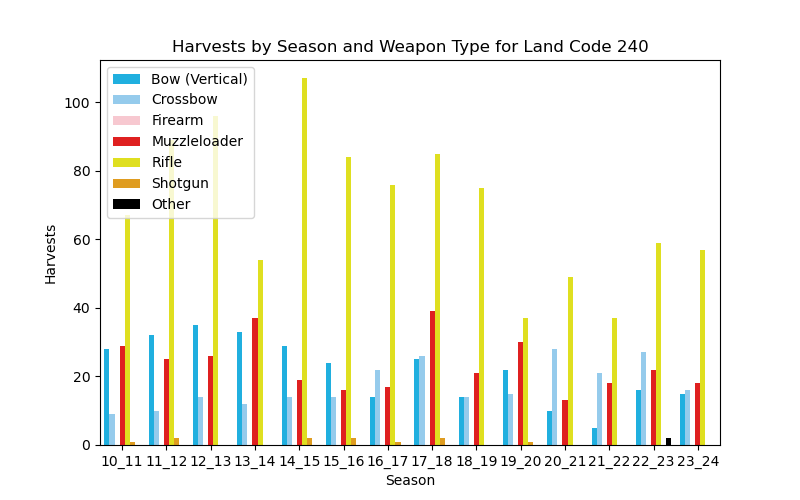 Harvests by Season and Weapon Type for Land Code 240
Bow (Vertical)
Crossbow
Firearm
Muzzleloader
Rifle
Shotgun
Other
100
80
60
40
20
0
Harvests
10_11 11_12 12_13 13_14 14_15 15_16 16_17 17_18 18_19 19_20 20_21 21_22 22_23 23_24
Season